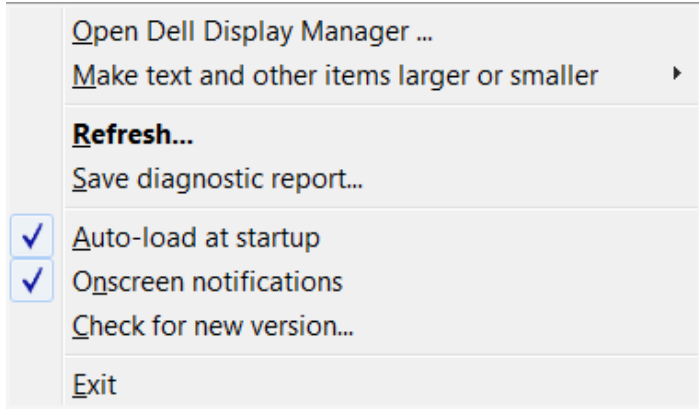 Open Dell Display Manager ...
Make text and other items larger or smaller
Refresh...
Save diagnostic report...
Auto-load at startup
Onscreen notifications
Check for new version...
Exit